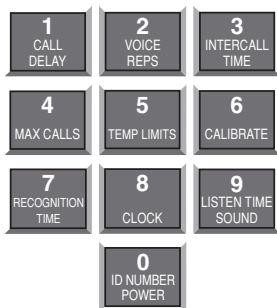 1
CALL
DELAY
2
VOICE
REPS
3
INTERCALL
TIME
4
MAX CALLS
5
TEMP LIMITS
6
CALIBRATE
7
RECOGNITION
TIME
8
CLOCK
9
LISTEN TIME
SOUND
0
ID NUMBER
POWER